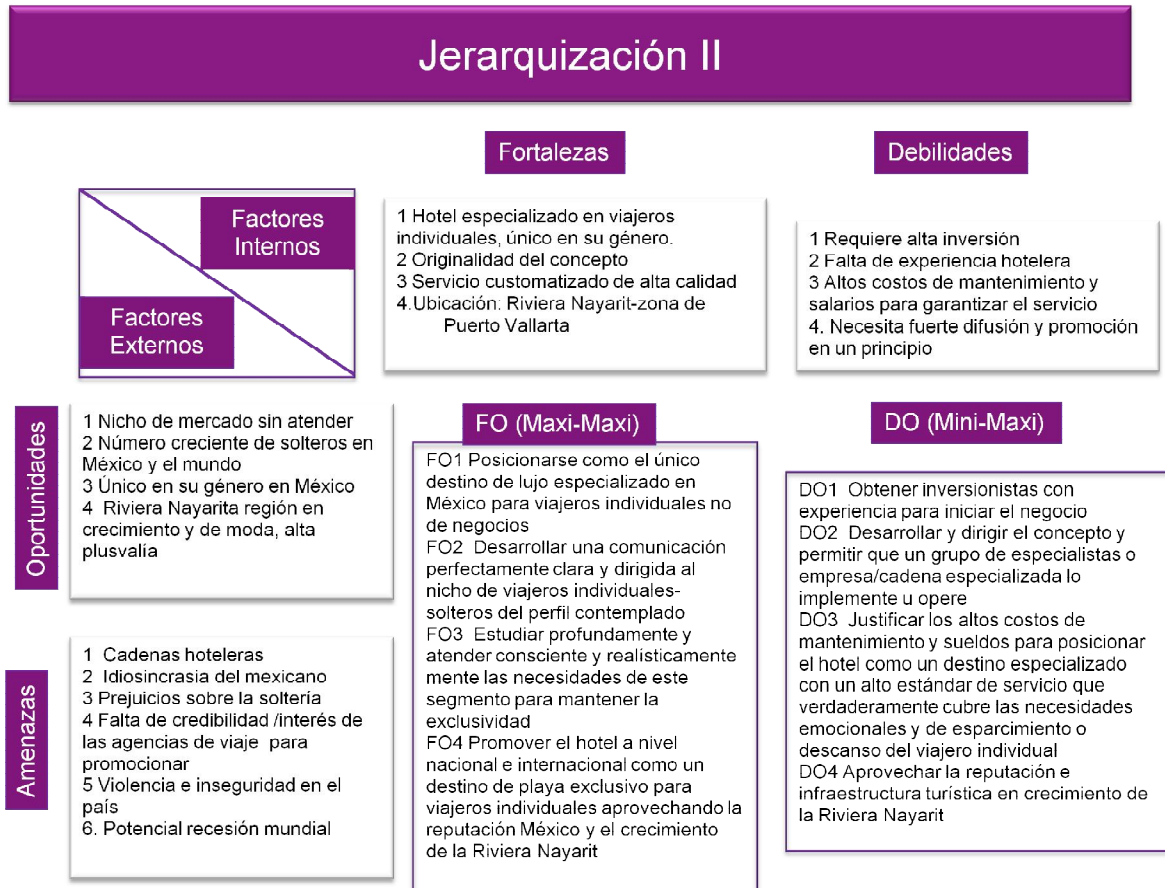 Jerarquización II
Fortalezas
Debilidades
Factores
Internos
Factores
Externos
1 Hotel especializado en viajeros
individuales, único en su género.
2 Originalidad del concepto
3 Servicio customatizado de alta calidad
4.Ubicación: Riviera Nayarit-zona de
Puerto Vallarta
1 Requiere alta inversión
2 Falta de experiencia hotelera
3 Altos costos de mantenimiento y
salarios para garantizar el servicio
4. Necesita fuerte difusión y promoción
en un principio
Oportunidades
1 Nicho de mercado sin atender
2 Número creciente de solteros en
México y el mundo
3 Único en su género en México
4 Riviera Nayarita región en
crecimiento y de moda, alta
plusvalía
FO (Maxi-Maxi)
FO1 Posicionarse como el único
destino de lujo especializado en
México para viajeros individuales no
de negocios
FO2 Desarrollar una comunicación
perfectamente clara y dirigida al
nicho de viajeros individuales-
solteros del perfil contemplado
FO3 Estudiar profundamente y
atender consciente y realísticamente
mente las necesidades de este
segmento para mantener la
exclusividad
FO4 Promover el hotel a nivel
nacional e internacional como un
destino de playa exclusivo para
viajeros individuales aprovechando la
reputación México y el crecimiento
de la Riviera Nayarit
DO (Mini-Maxi)
DO1 Obtener inversionistas con
experiencia para iniciar el negocio
DO2 Desarrollar y dirigir el concepto y
permitir que un grupo de especialistas o
empresa/cadena especializada lo
implemente u opere
DO3 Justificar los altos costos de
mantenimiento y sueldos para posicionar
el hotel como un destino especializado
con un alto estándar de servicio que
verdaderamente cubre las necesidades
emocionales y de esparcimiento o
descanso del viajero individual
DO4 Aprovechar la reputación e
infraestructura turística en crecimiento de
la Riviera Nayarit
Amenazas
1 Cadenas hoteleras
2 Idiosincrasia del mexicano
3 Prejuicios sobre la soltería
4 Falta de credibilidad /interés de
las agencias de viaje para
promocionar
5 Violencia e inseguridad en el
país
6. Potencial recesión mundial